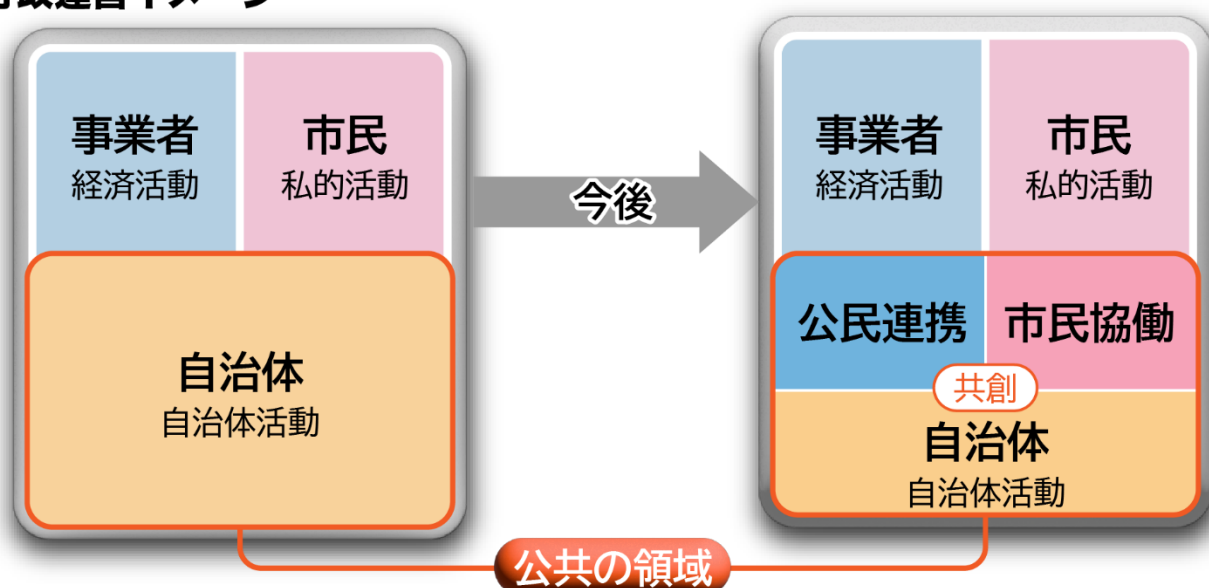 事業者
経済活動
市民
私的活動
自治体
自治体活動
今後
事業者
経済活動
市民
私的活動
公民連携
市民協働
共創
自治体
自治体活動
公共の領域